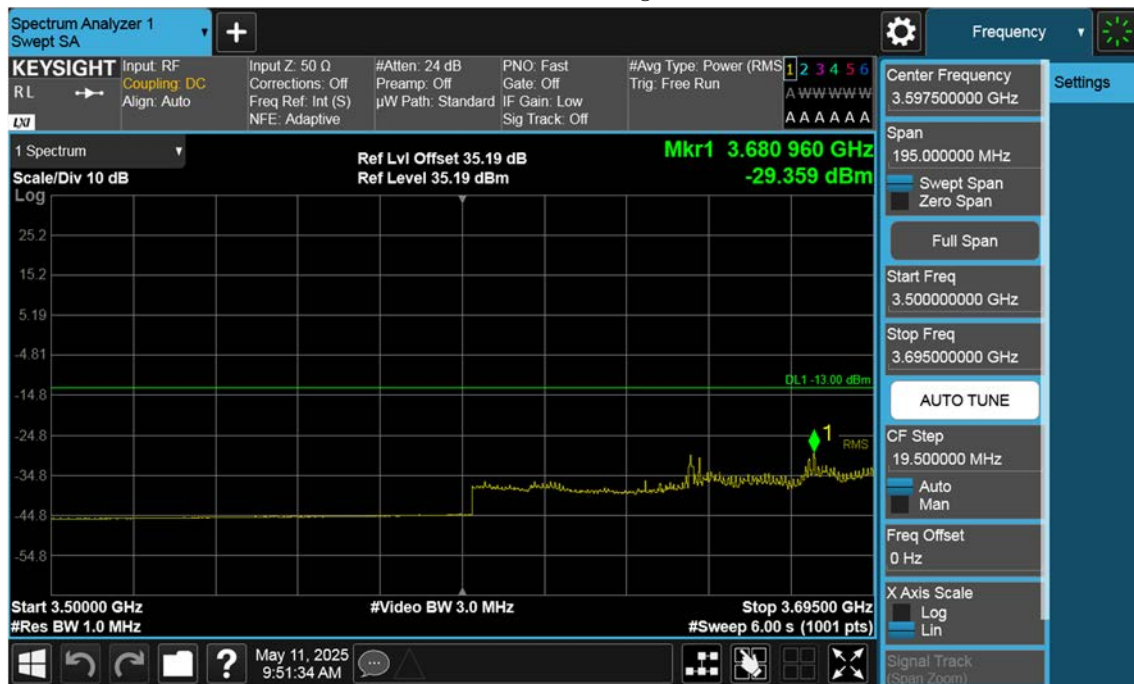 Spectrum Analyzer 1
Swept SA
+
Frequency
KEYSIGHT
RL
LXI
Input: RF
Coupling: DC
Align: Auto
Input Z: 50 Ω
Corrections: Off
Freq Ref: Int (S)
NFE: Adaptive
#Atten: 24 dB
Preamp: Off
µW Path: Standard
PNO: Fast
Gate: Off
IF Gain: Low
Sig Track: Off
#Avg Type: Power (RMS
Trig: Free Run
1 2 3 4 5 6
A W W W W W
A A A A A A
1 Spectrum
Scale/Div 10 dB
Ref Lvl Offset 35.19 dB
Ref Level 35.19 dBm
Mkr1 3.680 960 GHz
-29.359 dBm
Log
25.2
15.2
5.19
-4.81
-14.8
-24.8
-34.8
-44.8
-54.8
DL1 -13.00 dBm
1
RMS
Start 3.50000 GHz
#Res BW 1.0 MHz
#Video BW 3.0 MHz
Stop 3.69500 GHz
#Sweep 6.00 s (1001 pts)
?
May 11, 2025
9:51:34 AM
Center Frequency
3.597500000 GHz
Settings
Span
195.000000 MHz
Swept Span
Zero Span
Full Span
Start Freq
3.500000000 GHz
Stop Freq
3.695000000 GHz
AUTO TUNE
CF Step
19.500000 MHz
Auto
Man
Freq Offset
0 Hz
X Axis Scale
Log
Lin
Signal Track
(Span Zoom)